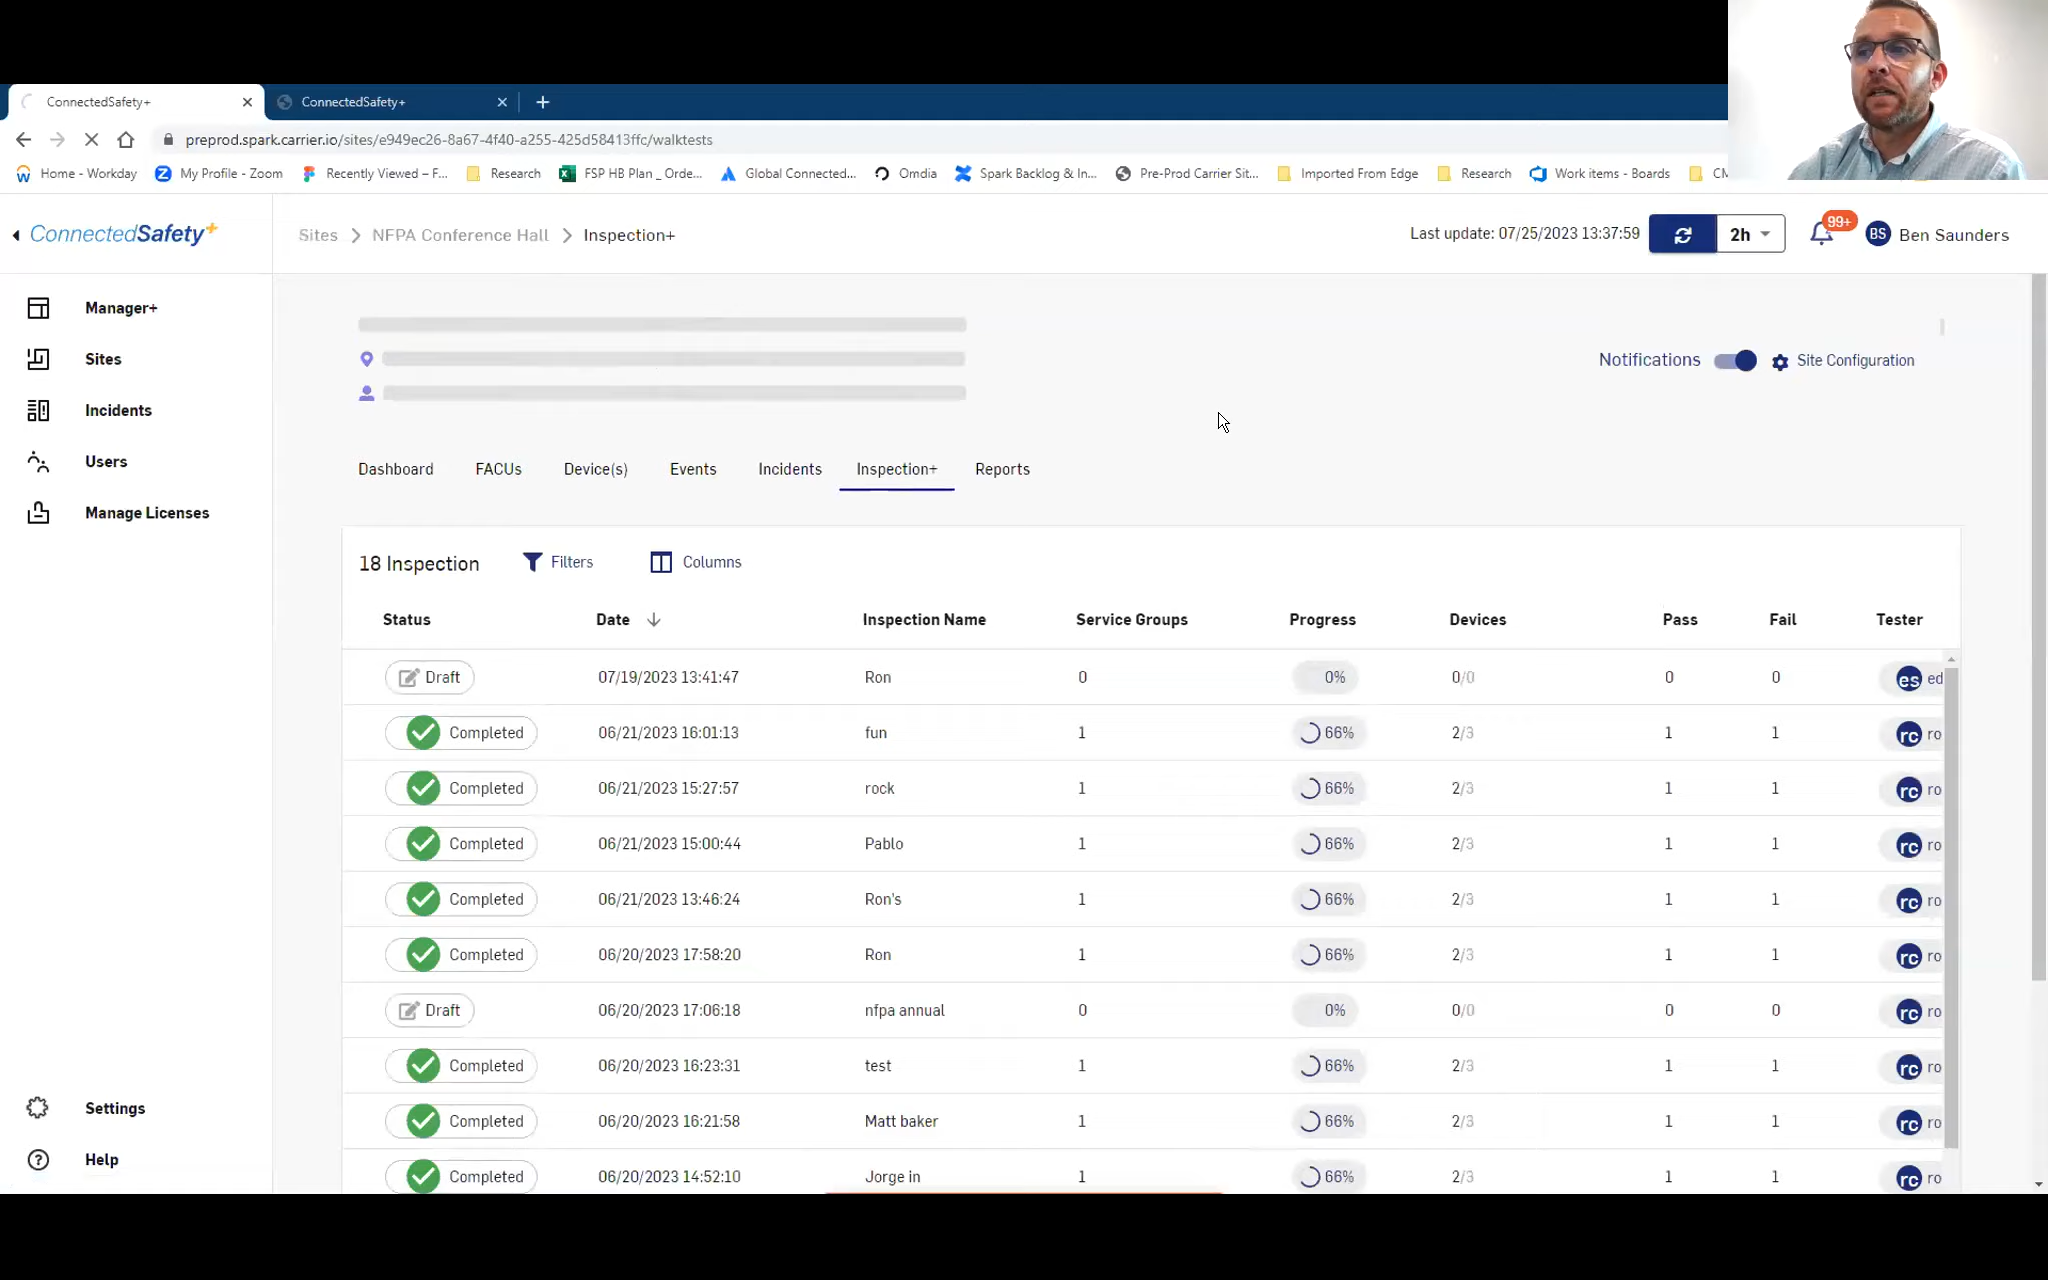 ConnectedSafety+
ConnectedSafety+
preprod.spark.carrier.io/sites/e949ec26-8a67-4f40-a255-425d58413ffc/walktests
Home - Workday My Profile - Zoom Recently Viewed – F... Research FSP HB Plan _ Orde... Global Connected... Omdia Spark Backlog & In... Pre-Prod Carrier Sit... Imported From Edge Research Work items - Boards CM
ConnectedSafety+
Sites > NFPA Conference Hall > Inspection+
Last update: 07/25/2023 13:37:59 2h 99+ BS Ben Saunders
Manager+
Sites
Incidents
Users
Manage Licenses
Settings
Help
Notifications Site Configuration
Dashboard FACUs Device(s) Events Incidents Inspection+ Reports
18 Inspection Filters Columns
Status Date Inspection Name Service Groups Progress Devices Pass Fail Tester
Draft 07/19/2023 13:41:47 Ron 0 0% 0/0 0 0 es ed
Completed 06/21/2023 16:01:13 fun 1 66% 2/3 1 1 rc ro
Completed 06/21/2023 15:27:57 rock 1 66% 2/3 1 1 rc ro
Completed 06/21/2023 15:00:44 Pablo 1 66% 2/3 1 1 rc ro
Completed 06/21/2023 13:46:24 Ron's 1 66% 2/3 1 1 rc ro
Completed 06/20/2023 17:58:20 Ron 1 66% 2/3 1 1 rc ro
Draft 06/20/2023 17:06:18 nfpa annual 0 0% 0/0 0 0 rc ro
Completed 06/20/2023 16:23:31 test 1 66% 2/3 1 1 rc ro
Completed 06/20/2023 16:21:58 Matt baker 1 66% 2/3 1 1 rc ro
Completed 06/20/2023 14:52:10 Jorge in 1 66% 2/3 1 1 rc ro